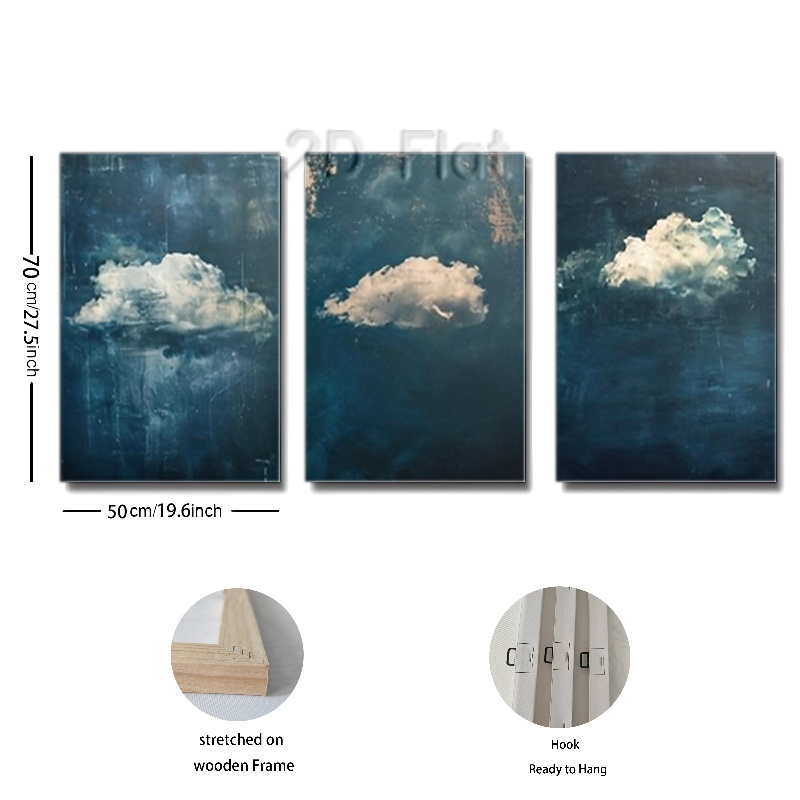 2D Flat
70 cm/27.5inch
50cm/19.6inch
stretched on
wooden Frame
Hook
Ready to Hang